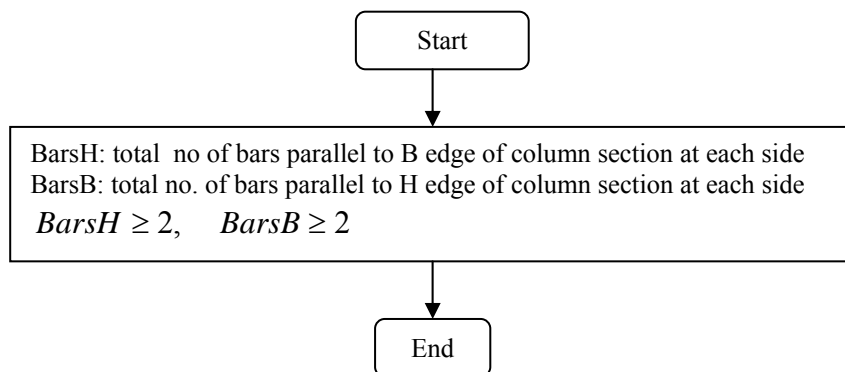 Start
BarsH: total no of bars parallel to B edge of column section at each side
BarsB: total no. of bars parallel to H edge of column section at each side
BarsH ≥ 2, BarsB ≥ 2
End